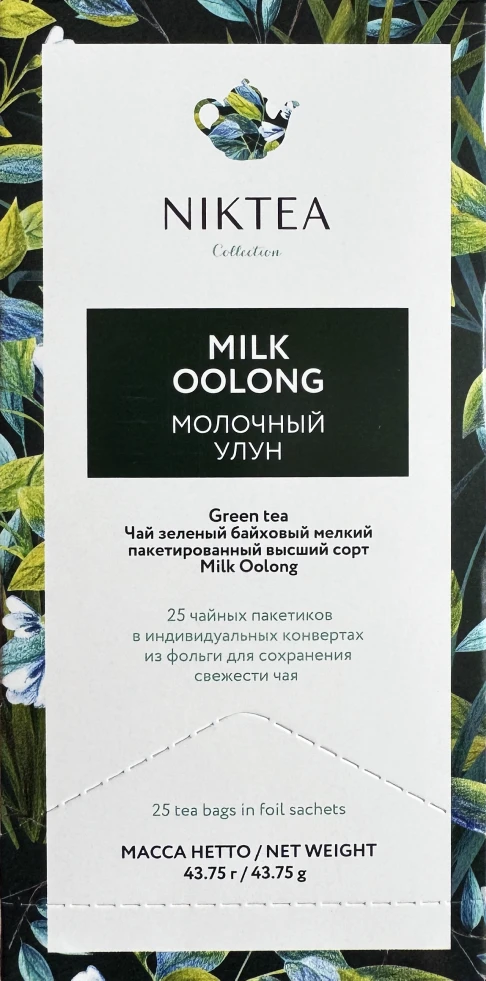 NIKTEA
Collection
MILK
OOLONG
МОЛОЧНЫЙ
УЛУН
Green tea
Чай зеленый байховый мелкий
пакетированный высший сорт
Milk Oolong
25 чайных пакетиков
в индивидуальных конвертах
из фольги для сохранения
свежести чая
25 tea bags in foil sachets
МАССА НЕТТО / NET WEIGHT
43.75 г / 43.75 g